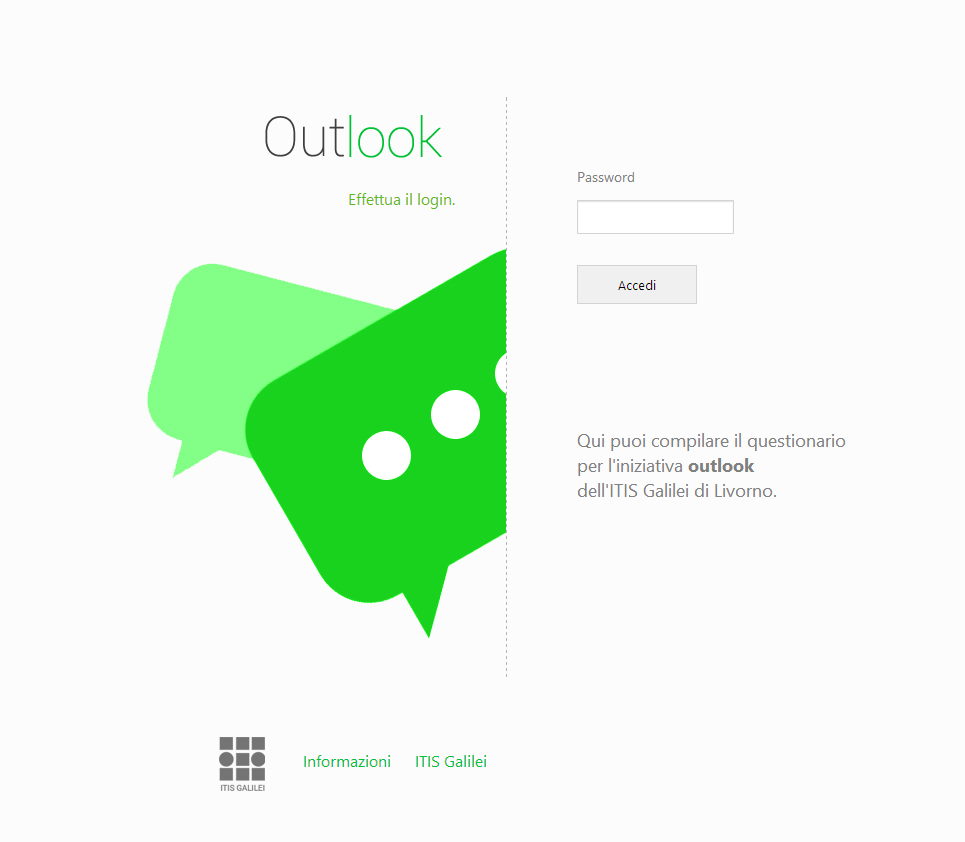 Outlook
Effettua il login.
Password
Accedi
Qui puoi compilare il questionario
per l'iniziativa outlook
dell'ITIS Galilei di Livorno.
ITIS GALILEI
Informazioni
ITIS Galilei